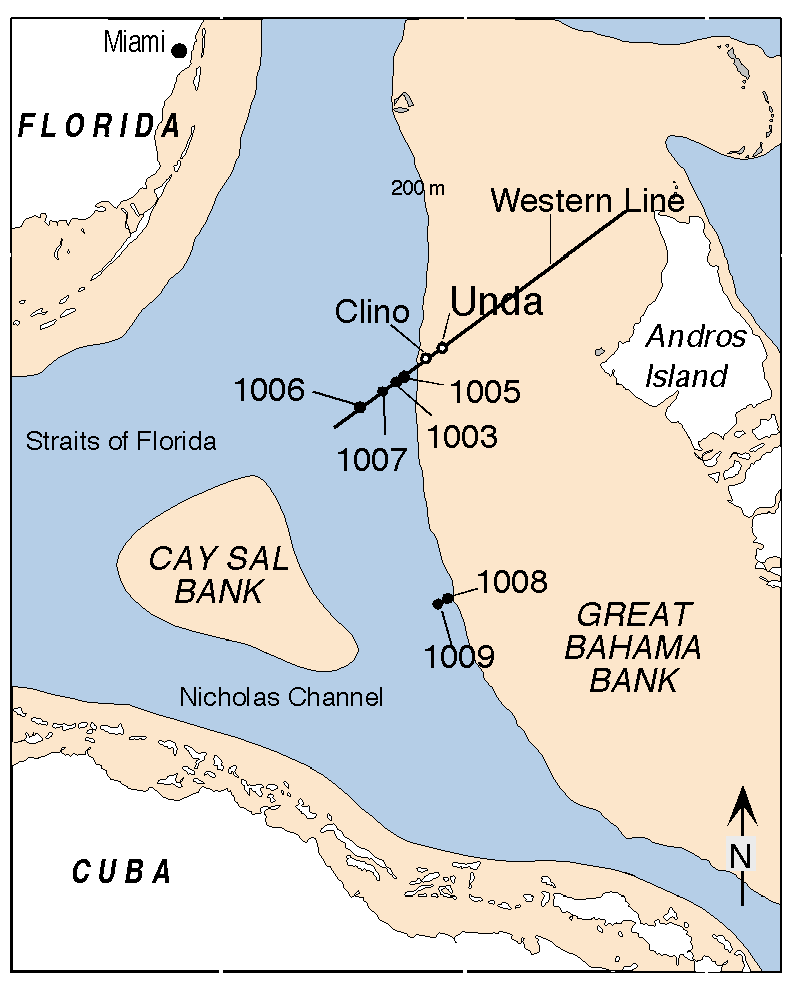 Miami
FLORIDA
200 m
Western Line
Clino
Unda
Andros
Island
1006
1005
1003
1007
Straits of Florida
CAY SAL
BANK
1008
1009
GREAT
BAHAMA
BANK
Nicholas Channel
N
CUBA